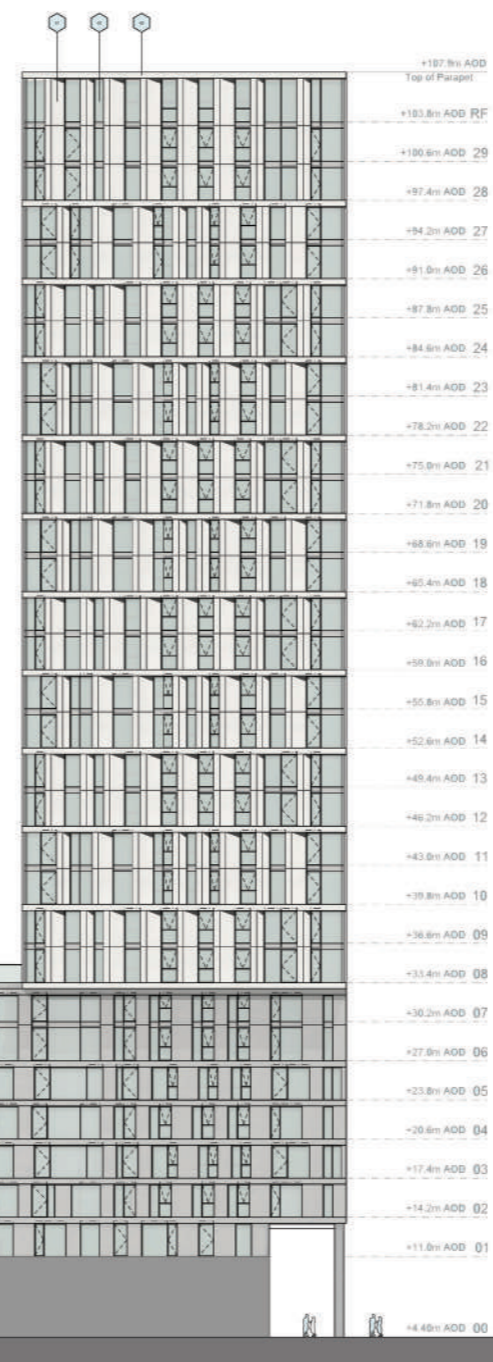 +107.9m AOD
Top of Parapet
+103.8m AOD RF
+100.6m AOD 29
+97.4m AOD 28
+94.2m AOD 27
+91.0m AOD 26
+87.8m AOD 25
+84.6m AOD 24
+81.4m AOD 23
+78.2m AOD 22
+75.0m AOD 21
+71.8m AOD 20
+68.6m AOD 19
+65.4m AOD 18
+62.2m AOD 17
+59.0m AOD 16
+55.8m AOD 15
+52.6m AOD 14
+49.4m AOD 13
+46.2m AOD 12
+43.0m AOD 11
+39.8m AOD 10
+36.6m AOD 09
+33.4m AOD 08
+30.2m AOD 07
+27.0m AOD 06
+23.8m AOD 05
+20.6m AOD 04
+17.4m AOD 03
+14.2m AOD 02
+11.0m AOD 01
+4.40m AOD 00